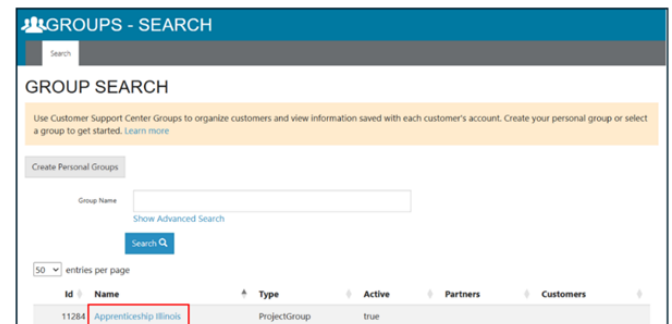 GROUPS - SEARCH
Search
GROUP SEARCH
Use Customer Support Center Groups to organize customers and view information saved with each customer's account. Create your personal group or select
a group to get started. Learn more
Create Personal Groups
Group Name
Show Advanced Search
Search
50 entries per page
Id Name Type Active Partners Customers
11284 Apprenticeship Illinois ProjectGroup true